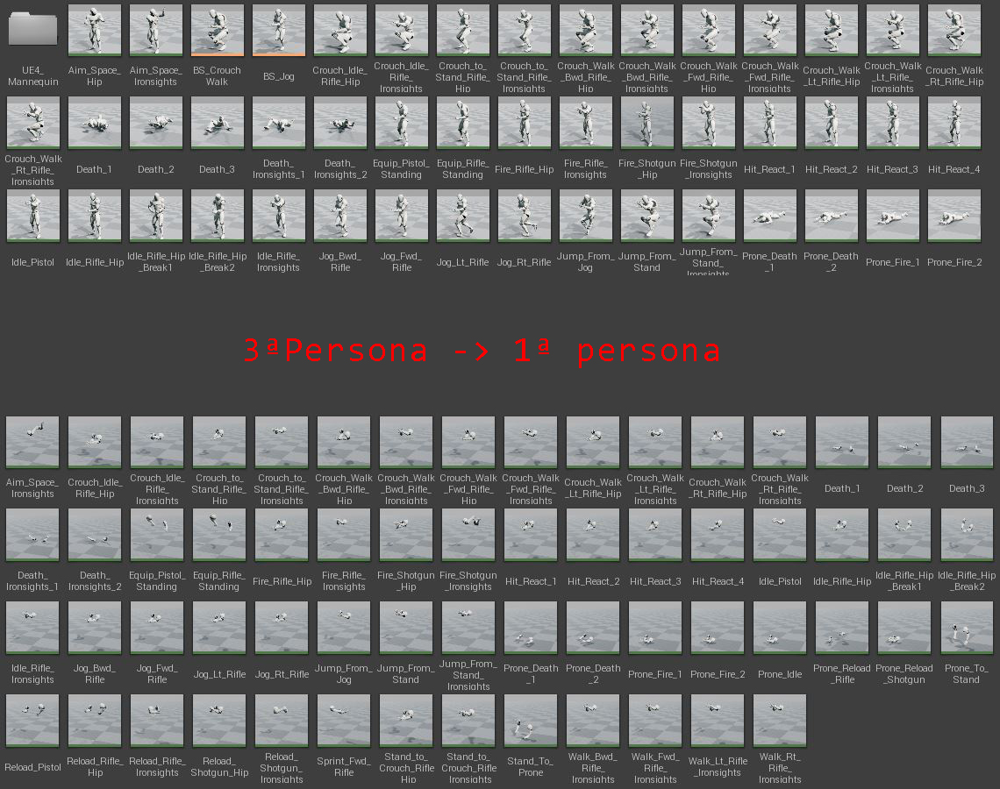 UE4_
Mannequin
Aim_Space_
Hip
Aim_Space_
Ironsights
BS_Crouch
Walk
BS_Jog
Crouch_Idle_
Rifle_Hip
Crouch_Idle_
Rifle_
Ironsights
Crouch_to_
Stand_Rifle_
Hip
Crouch_to_
Stand_Rifle_
Ironsights
Crouch_Walk
_Bwd_Rifle_
Hip
Crouch_Walk
_Bwd_Rifle_
Ironsights
Crouch_Walk
_Fwd_Rifle_
Hip
Crouch_Walk
_Fwd_Rifle_
Ironsights
Crouch_Walk
_Lt_Rifle_Hip
Crouch_Walk
_Lt_Rifle_
Ironsights
Crouch_Walk
_Rt_Rifle_Hip
Crouch_Walk
_Rt_Rifle_
Ironsights
Death_1
Death_2
Death_3
Death_
Ironsights_1
Death_
Ironsights_2
Equip_Pistol_
Standing
Equip_Rifle_
Standing
Fire_Rifle_Hip
Fire_Rifle_
Ironsights
Fire_Shotgun
_Hip
Fire_Shotgun
_Ironsights
Hit_React_1
Hit_React_2
Hit_React_3
Hit_React_4
Idle_Pistol
Idle_Rifle_Hip
Idle_Rifle_Hip
_Break1
Idle_Rifle_Hip
_Break2
Idle_Rifle_
Ironsights
Jog_Bwd_
Rifle
Jog_Fwd_
Rifle
Jog_Lt_Rifle
Jog_Rt_Rifle
Jump_From_
Jog
Jump_From_
Stand
Jump_From_
Stand_
Ironsights
Prone_Death
_1
Prone_Death
_2
Prone_Fire_1
Prone_Fire_2
3ªPersona -> 1ª persona
Aim_Space_
Ironsights
Crouch_Idle_
Rifle_Hip
Crouch_Idle_
Rifle_
Ironsights
Crouch_to_
Stand_Rifle_
Hip
Crouch_to_
Stand_Rifle_
Ironsights
Crouch_Walk
_Bwd_Rifle_
Hip
Crouch_Walk
_Bwd_Rifle_
Ironsights
Crouch_Walk
_Fwd_Rifle_
Hip
Crouch_Walk
_Fwd_Rifle_
Ironsights
Crouch_Walk
_Lt_Rifle_Hip
Crouch_Walk
_Lt_Rifle_
Ironsights
Crouch_Walk
_Rt_Rifle_Hip
Crouch_Walk
_Rt_Rifle_
Ironsights
Death_1
Death_2
Death_3
Death_
Ironsights_1
Death_
Ironsights_2
Equip_Pistol_
Standing
Equip_Rifle_
Standing
Fire_Rifle_Hip
Fire_Rifle_
Ironsights
Fire_Shotgun
_Hip
Fire_Shotgun
_Ironsights
Hit_React_1
Hit_React_2
Hit_React_3
Hit_React_4
Idle_Pistol
Idle_Rifle_Hip
Idle_Rifle_Hip
_Break1
Idle_Rifle_Hip
_Break2
Idle_Rifle_
Ironsights
Jog_Bwd_
Rifle
Jog_Fwd_
Rifle
Jog_Lt_Rifle
Jog_Rt_Rifle
Jump_From_
Jog
Jump_From_
Stand
Jump_From_
Stand_
Ironsights
Prone_Death
_1
Prone_Death
_2
Prone_Fire_1
Prone_Fire_2
Prone_Idle
Prone_Reload
_Rifle
Prone_Reload
_Shotgun
Prone_To_
Stand
Reload_Pistol
Reload_Rifle_
Hip
Reload_Rifle_
Ironsights
Reload_
Shotgun_Hip
Reload_
Shotgun_
Ironsights
Sprint_Fwd_
Rifle
Stand_to_
Crouch_Rifle
Hip
Stand_to_
Crouch_Rifle_
Ironsights
Stand_To_
Prone
Walk_Bwd_
Rifle_
Ironsights
Walk_Fwd_
Rifle_
Ironsights
Walk_Lt_Rifle
_Ironsights
Walk_Rt_
Rifle_
Ironsights